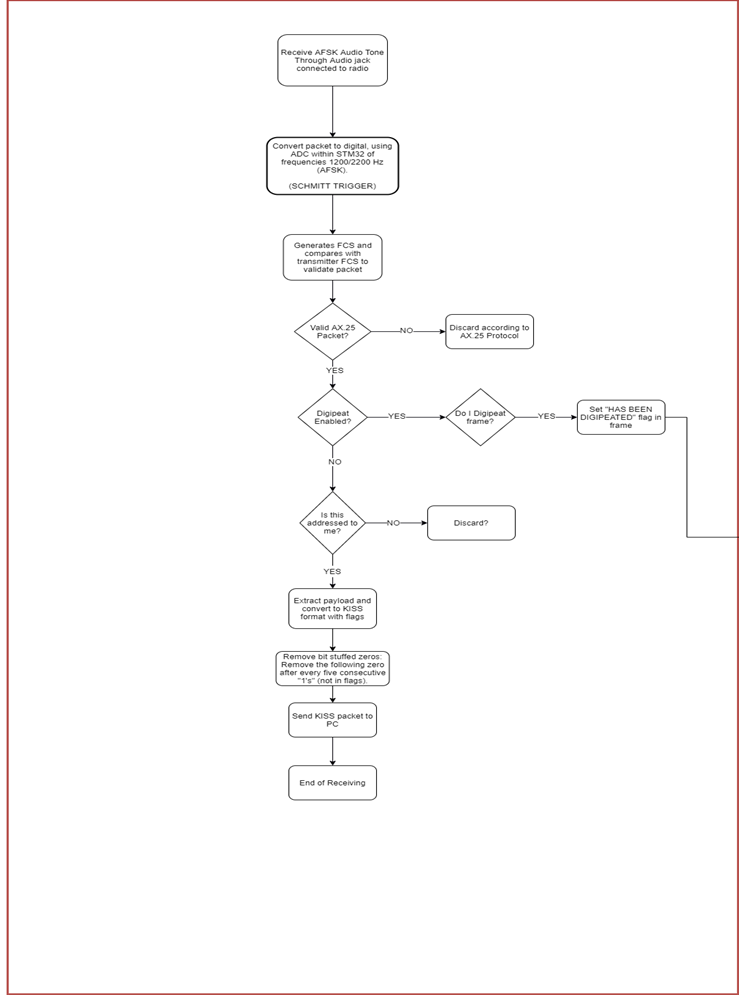 Receive AFSK Audio Tone
Through Audio jack
connected to radio
Convert packet to digital, using
ADC within STM32 of
frequencies 1200/2200 Hz
(AFSK).
(SCHMITT TRIGGER)
Generates FCS and
compares with
transmitter FCS to
validate packet
Valid AX.25
Packet?
NO
Discard according to
AX.25 Protocol
YES
Digipeat
Enabled?
YES
Do I Digipeat
frame?
YES
Set "HAS BEEN
DIGIPEATED" flag in
frame
NO
Is this
addressed to
me?
NO
Discard?
YES
Extract payload and
convert to KISS
format with flags
Remove bit stuffed zeros:
Remove the following zero
after every five consecutive
"1's" (not in flags).
Send KISS packet to
PC
End of Receiving